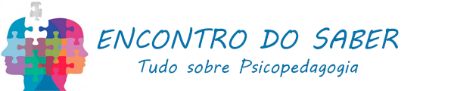 ENCONTRO DO SABER
Tudo sobre Psicopedagogia